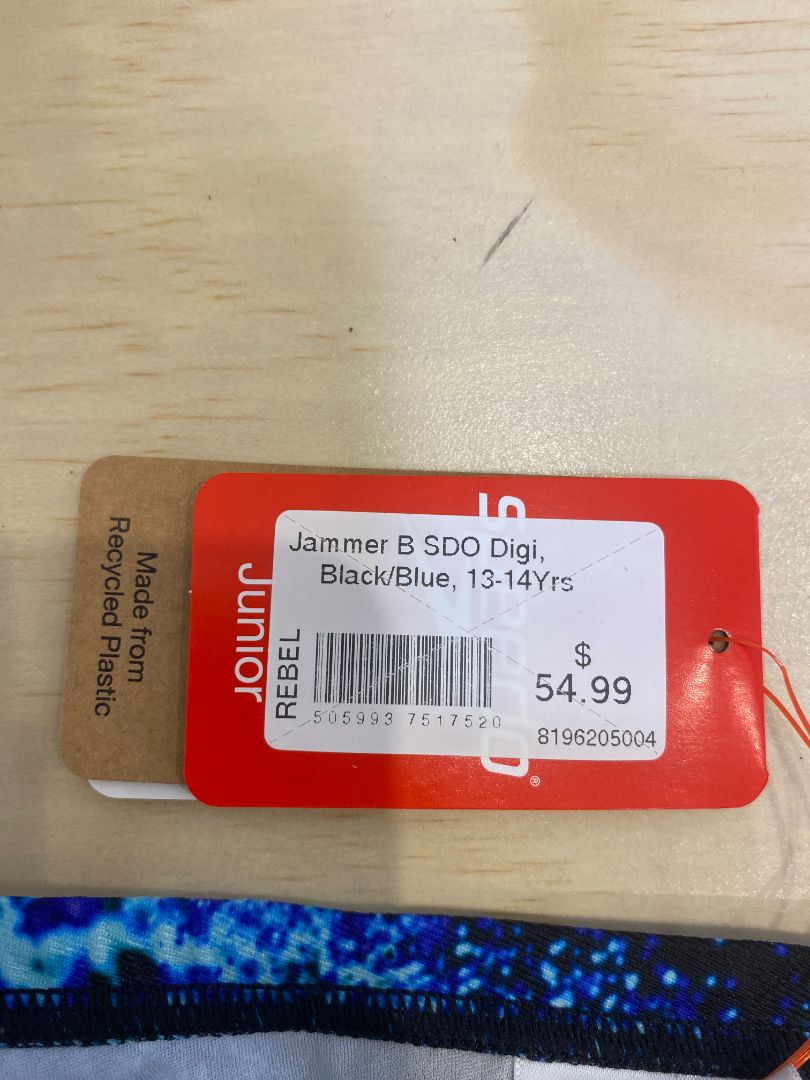 Made from
Recycled Plastic
Junior
Jammer B SDO Digi,
Black/Blue, 13-14Yrs
REBEL
505993 7517520
$
54.99
8196205004